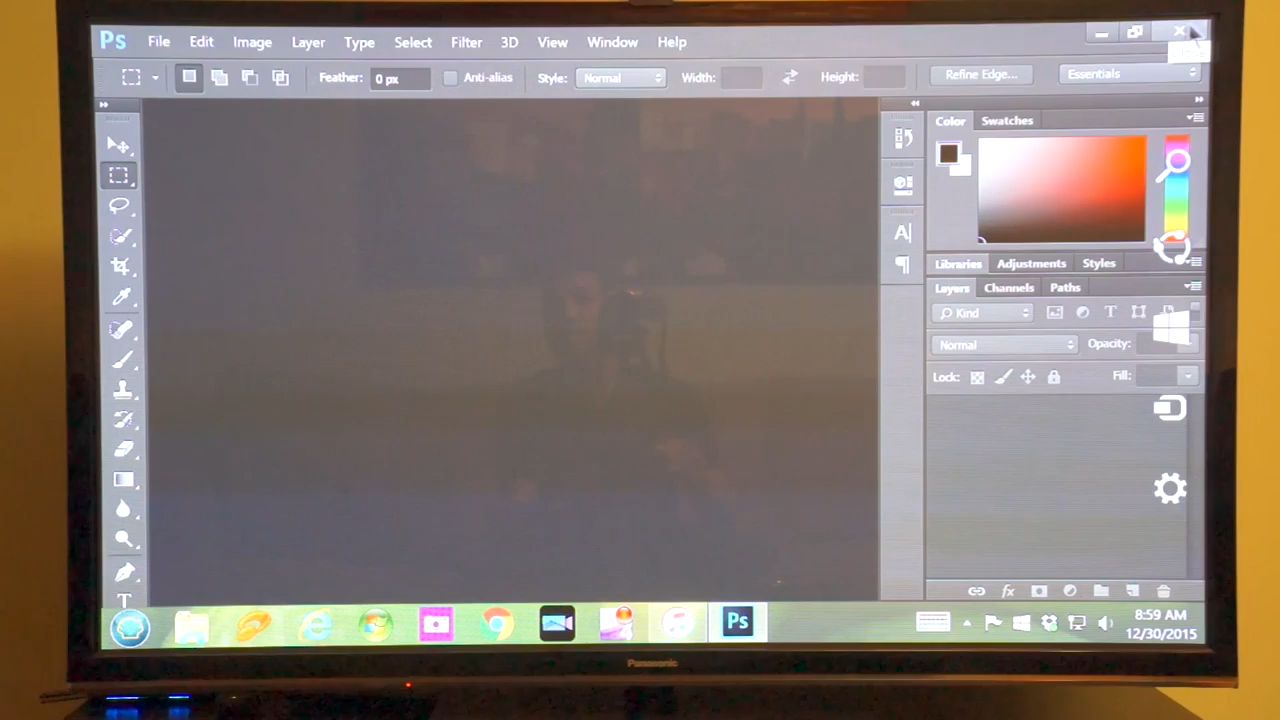 Ps File Edit Image Layer Type Select Filter 3D View Window Help
Feather: 0 px Anti-alias Style: Normal Width: Height: Refine Edge... Essentials
Color Swatches
A
Libraries Adjustments Styles
Layers Channels Paths
Kind T
Normal Opacity:
Lock: Fill:
T
fx
Ps
8:59 AM
12/30/2015
Panasonic